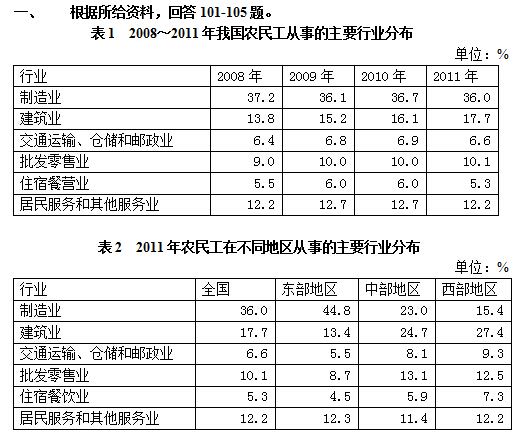 一、 根据所给资料，回答 101-105 题。
表 1 2008～2011 年我国农民工从事的主要行业分布
单位：%
行业 2008 年 2009 年 2010 年 2011 年
制造业 37.2 36.1 36.7 36.0
建筑业 13.8 15.2 16.1 17.7
交通运输、仓储和邮政业 6.4 6.8 6.9 6.6
批发零售业 9.0 10.0 10.0 10.1
住宿餐营业 5.5 6.0 6.0 5.3
居民服务和其他服务业 12.2 12.7 12.7 12.2
表 2 2011 年农民工在不同地区从事的主要行业分布
单位：%
行业 全国 东部地区 中部地区 西部地区
制造业 36.0 44.8 23.0 15.4
建筑业 17.7 13.4 24.7 27.4
交通运输、仓储和邮政业 6.6 5.5 8.1 9.3
批发零售业 10.1 8.7 13.1 12.5
住宿餐饮业 5.3 4.5 5.9 7.3
居民服务和其他服务业 12.2 12.3 11.4 12.2